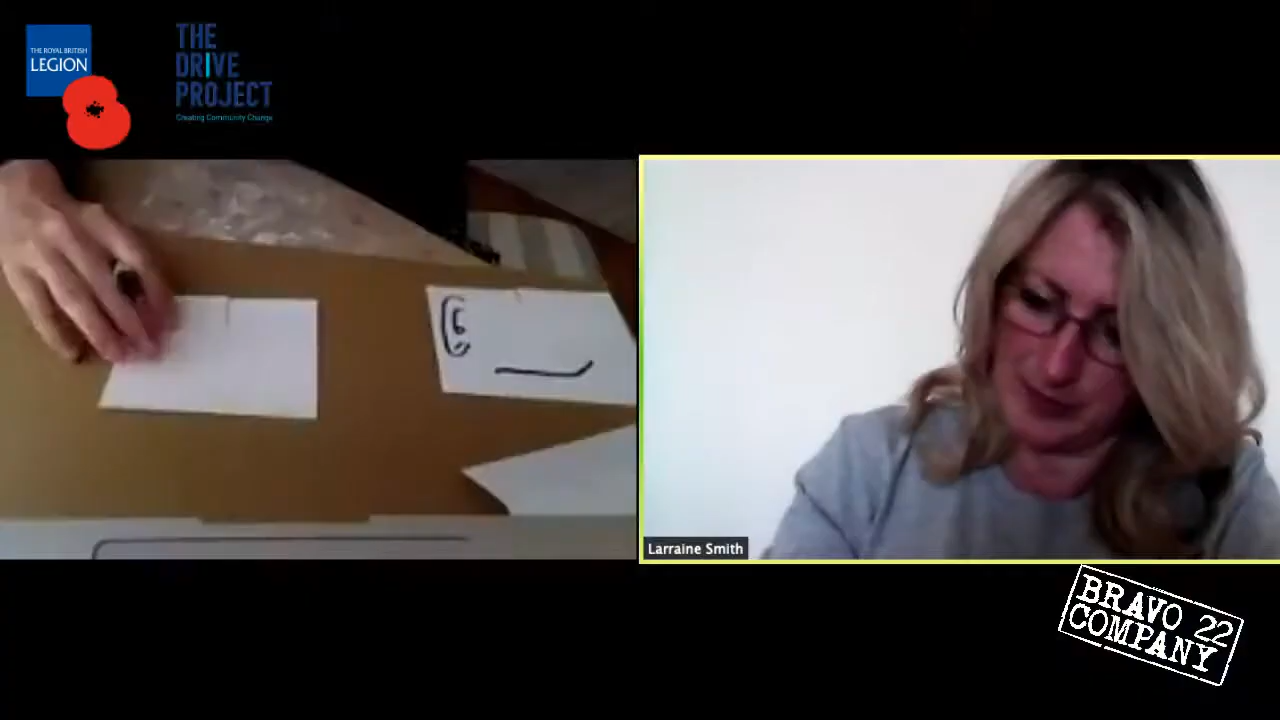 THE ROYAL BRITISH
LEGION
THE
DRIVE
PROJECT
Creating Community Change
Larraine Smith
BRAVO 22
COMPANY